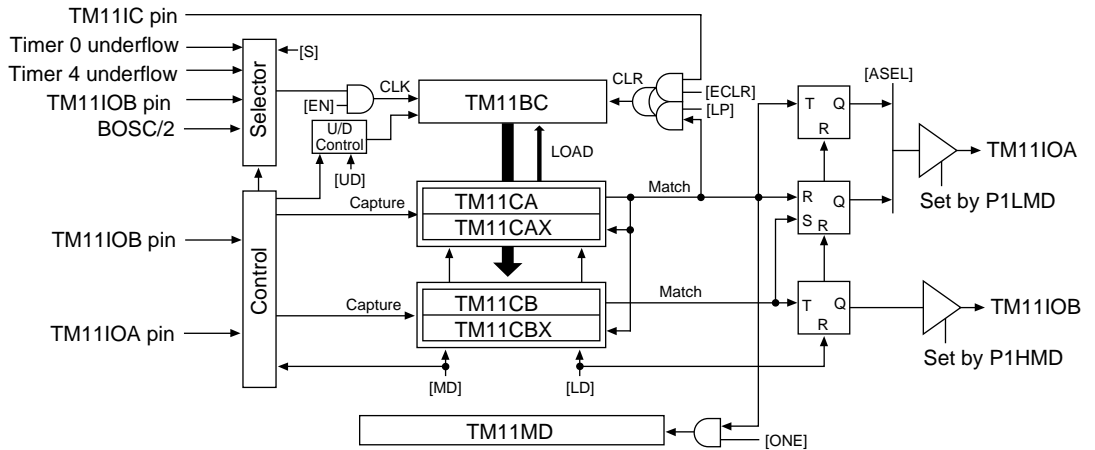 TM11IC pin
Timer 0 underflow
Timer 4 underflow
TM11IOB pin
BOSC/2
Selector
[S]
[EN]
CLK
TM11BC
CLR
[ECLR]
[LP]
U/D
Control
[UD]
LOAD
[ASEL]
T Q
R
TM11IOA
Set by P1LMD
Capture
TM11CA
TM11CAX
Match
R Q
S R
TM11IOB pin
Control
TM11IOA pin
Capture
TM11CB
TM11CBX
Match
T Q
R
TM11IOB
Set by P1HMD
[MD]
[LD]
TM11MD
[ONE]